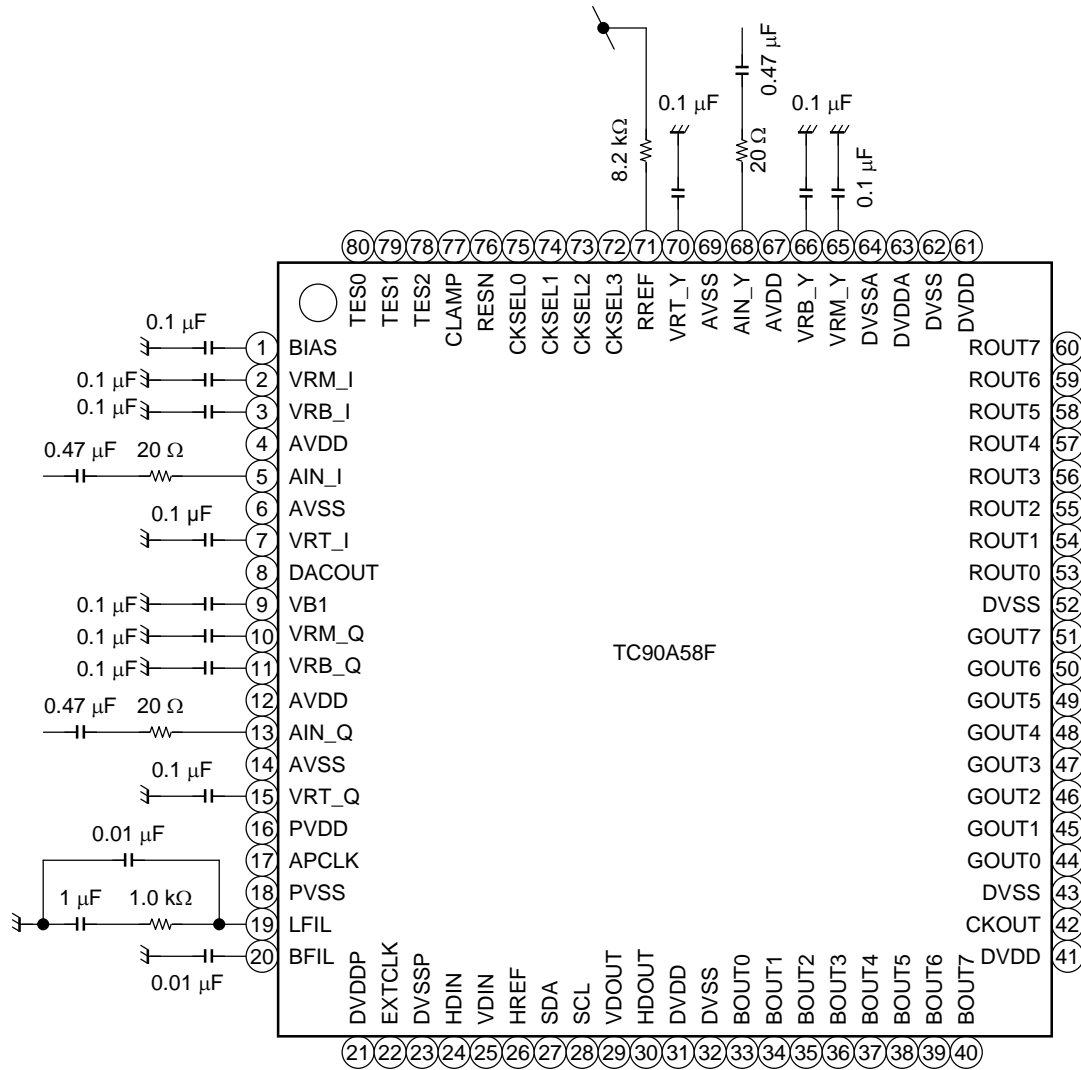 0.47 µF
0.1 µF
0.1 µF
8.2 kΩ
20 Ω
0.1 µF
80 79 78 77 76 75 74 73 72 71 70 69 68 67 66 65 64 63 62 61
TES0
TES1
TES2
CLAMP
RESN
CKSEL0
CKSEL1
CKSEL2
CKSEL3
RREF
VRT_Y
AVSS
AIN_Y
AVDD
VRB_Y
VRM_Y
DVSSA
DVDDA
DVSS
DVDD
0.1 µF
1 BIAS
0.1 µF 2 VRM_I
0.1 µF 3 VRB_I
4 AVDD
0.47 µF 20 Ω
5 AIN_I
6 AVSS
0.1 µF
7 VRT_I
8 DACOUT
0.1 µF 9 VB1
0.1 µF 10 VRM_Q
0.1 µF 11 VRB_Q
12 AVDD
0.47 µF 20 Ω
13 AIN_Q
14 AVSS
0.1 µF
15 VRT_Q
16 PVDD
0.01 µF
17 APCLK
18 PVSS
1 µF 1.0 kΩ
19 LFIL
20 BFIL
0.01 µF
TC90A58F
ROUT7 60
ROUT6 59
ROUT5 58
ROUT4 57
ROUT3 56
ROUT2 55
ROUT1 54
ROUT0 53
DVSS 52
GOUT7 51
GOUT6 50
GOUT5 49
GOUT4 48
GOUT3 47
GOUT2 46
GOUT1 45
GOUT0 44
DVSS 43
CKOUT 42
DVDD 41
DVDDP
EXTCLK
DVSSP
HDIN
VDIN
HREF
SDA
SCL
VDOUT
HDOUT
DVDD
DVSS
BOUT0
BOUT1
BOUT2
BOUT3
BOUT4
BOUT5
BOUT6
BOUT7
21 22 23 24 25 26 27 28 29 30 31 32 33 34 35 36 37 38 39 40